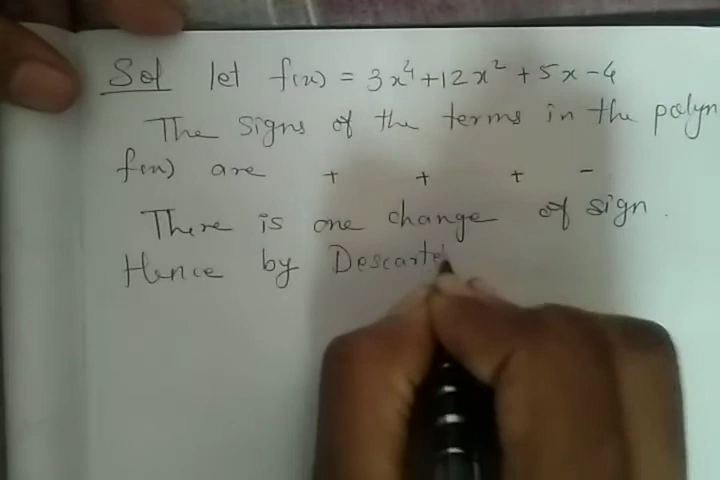 Sol let f(x) = 3x⁴+12x²+5x-4
The signs of the terms in the polyn
f(x) are + + + -
There is one change of sign.
Hence by Descarte